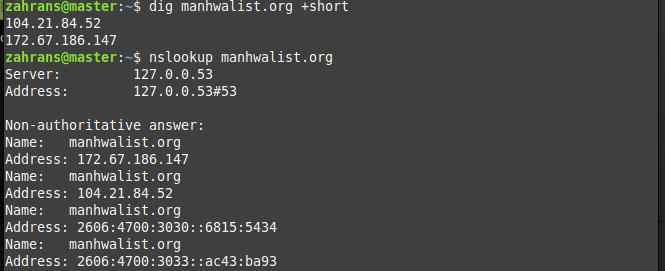 zahrans@master:~$ dig manhwalist.org +short
104.21.84.52
172.67.186.147
zahrans@master:~$ nslookup manhwalist.org
Server:         127.0.0.53
Address:        127.0.0.53#53
Non-authoritative answer:
Name:   manhwalist.org
Address: 172.67.186.147
Name:   manhwalist.org
Address: 104.21.84.52
Name:   manhwalist.org
Address: 2606:4700:3030::6815:5434
Name:   manhwalist.org
Address: 2606:4700:3033::ac43:ba93